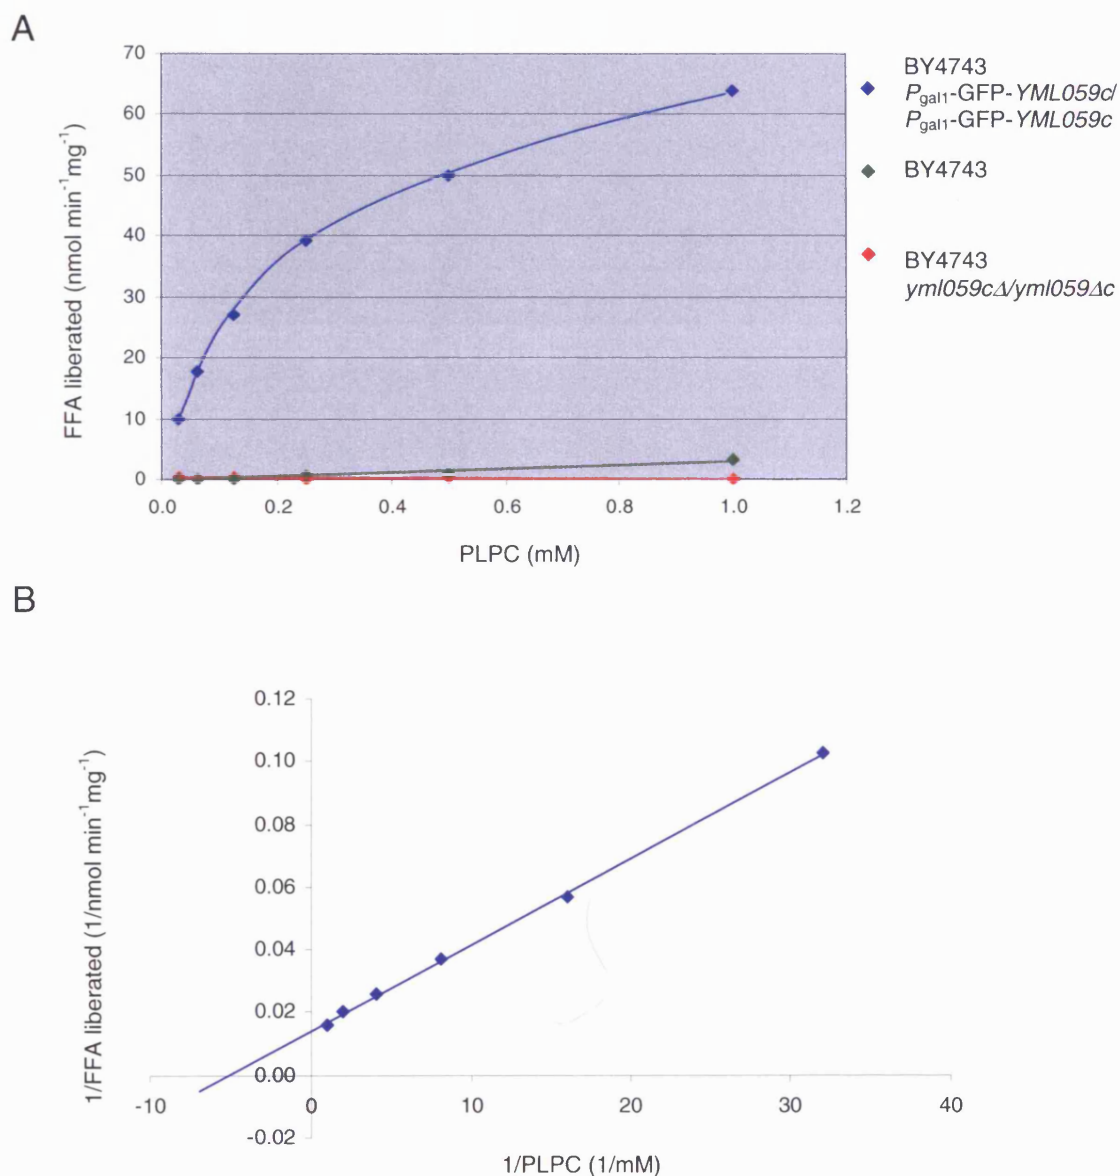 A
70
60
50
40
30
20
10
0
FFA liberated (nmol min⁻¹mg⁻¹)
0.0 0.2 0.4 0.6 0.8 1.0 1.2
PLPC (mM)
BY4743
P_gal1-GFP-YML059c/
P_gal1-GFP-YML059c
BY4743
BY4743
yml059cΔ/yml059Δc
B
0.12
0.10
0.08
0.06
0.04
0.02
0.00
-0.02
1/FFA liberated (1/nmol min⁻¹mg⁻¹)
-10 0 10 20 30 40
1/PLPC (1/mM)